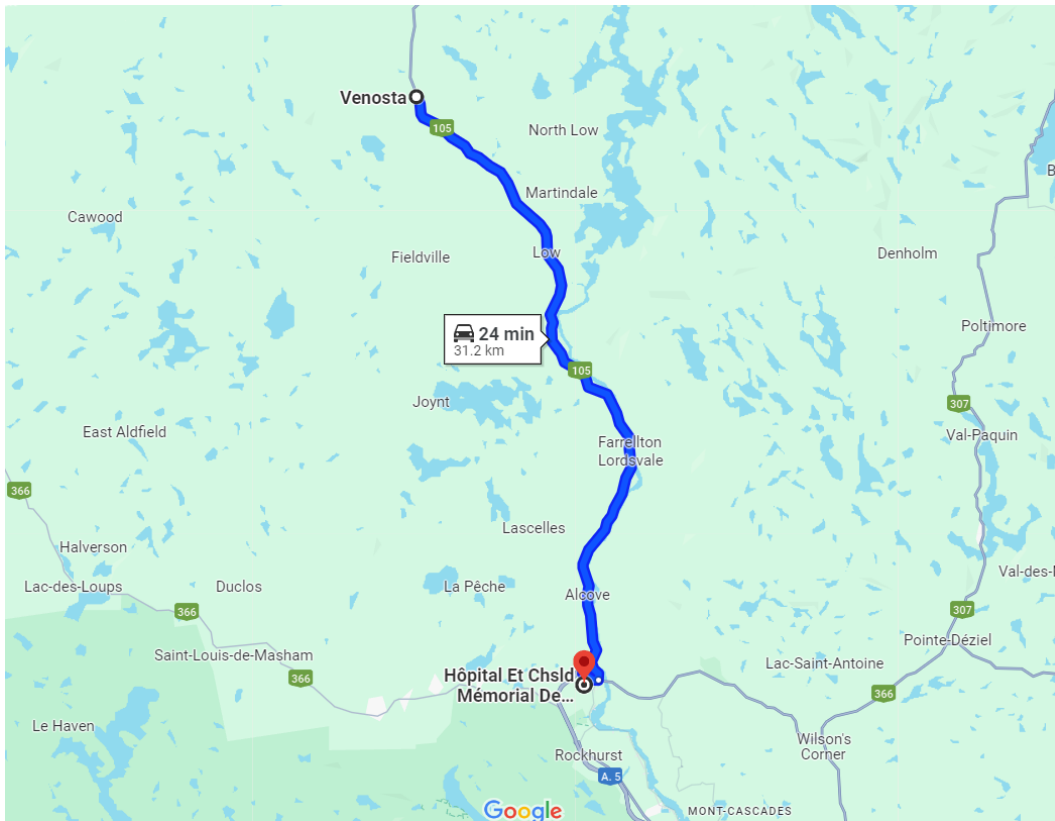 Venosta
105
North Low
Martindale
Cawood
Fieldville
Low
Denholm
24 min
31.2 km
Poltimore
105
Joynt
307
East Aldfield
Farrellton
Lordsvale
Val-Paquin
366
Lascelles
Halverson
Lac-des-Loups
Duclos
La Pêche
Alcove
Val-des-M
366
307
Pointe-Déziel
Saint-Louis-de-Masham
Lac-Saint-Antoine
366
Hôpital Et Chsld
Mémorial De...
366
Le Haven
Rockhurst
Wilson's
Corner
A. 5
Google
MONT-CASCADES
B